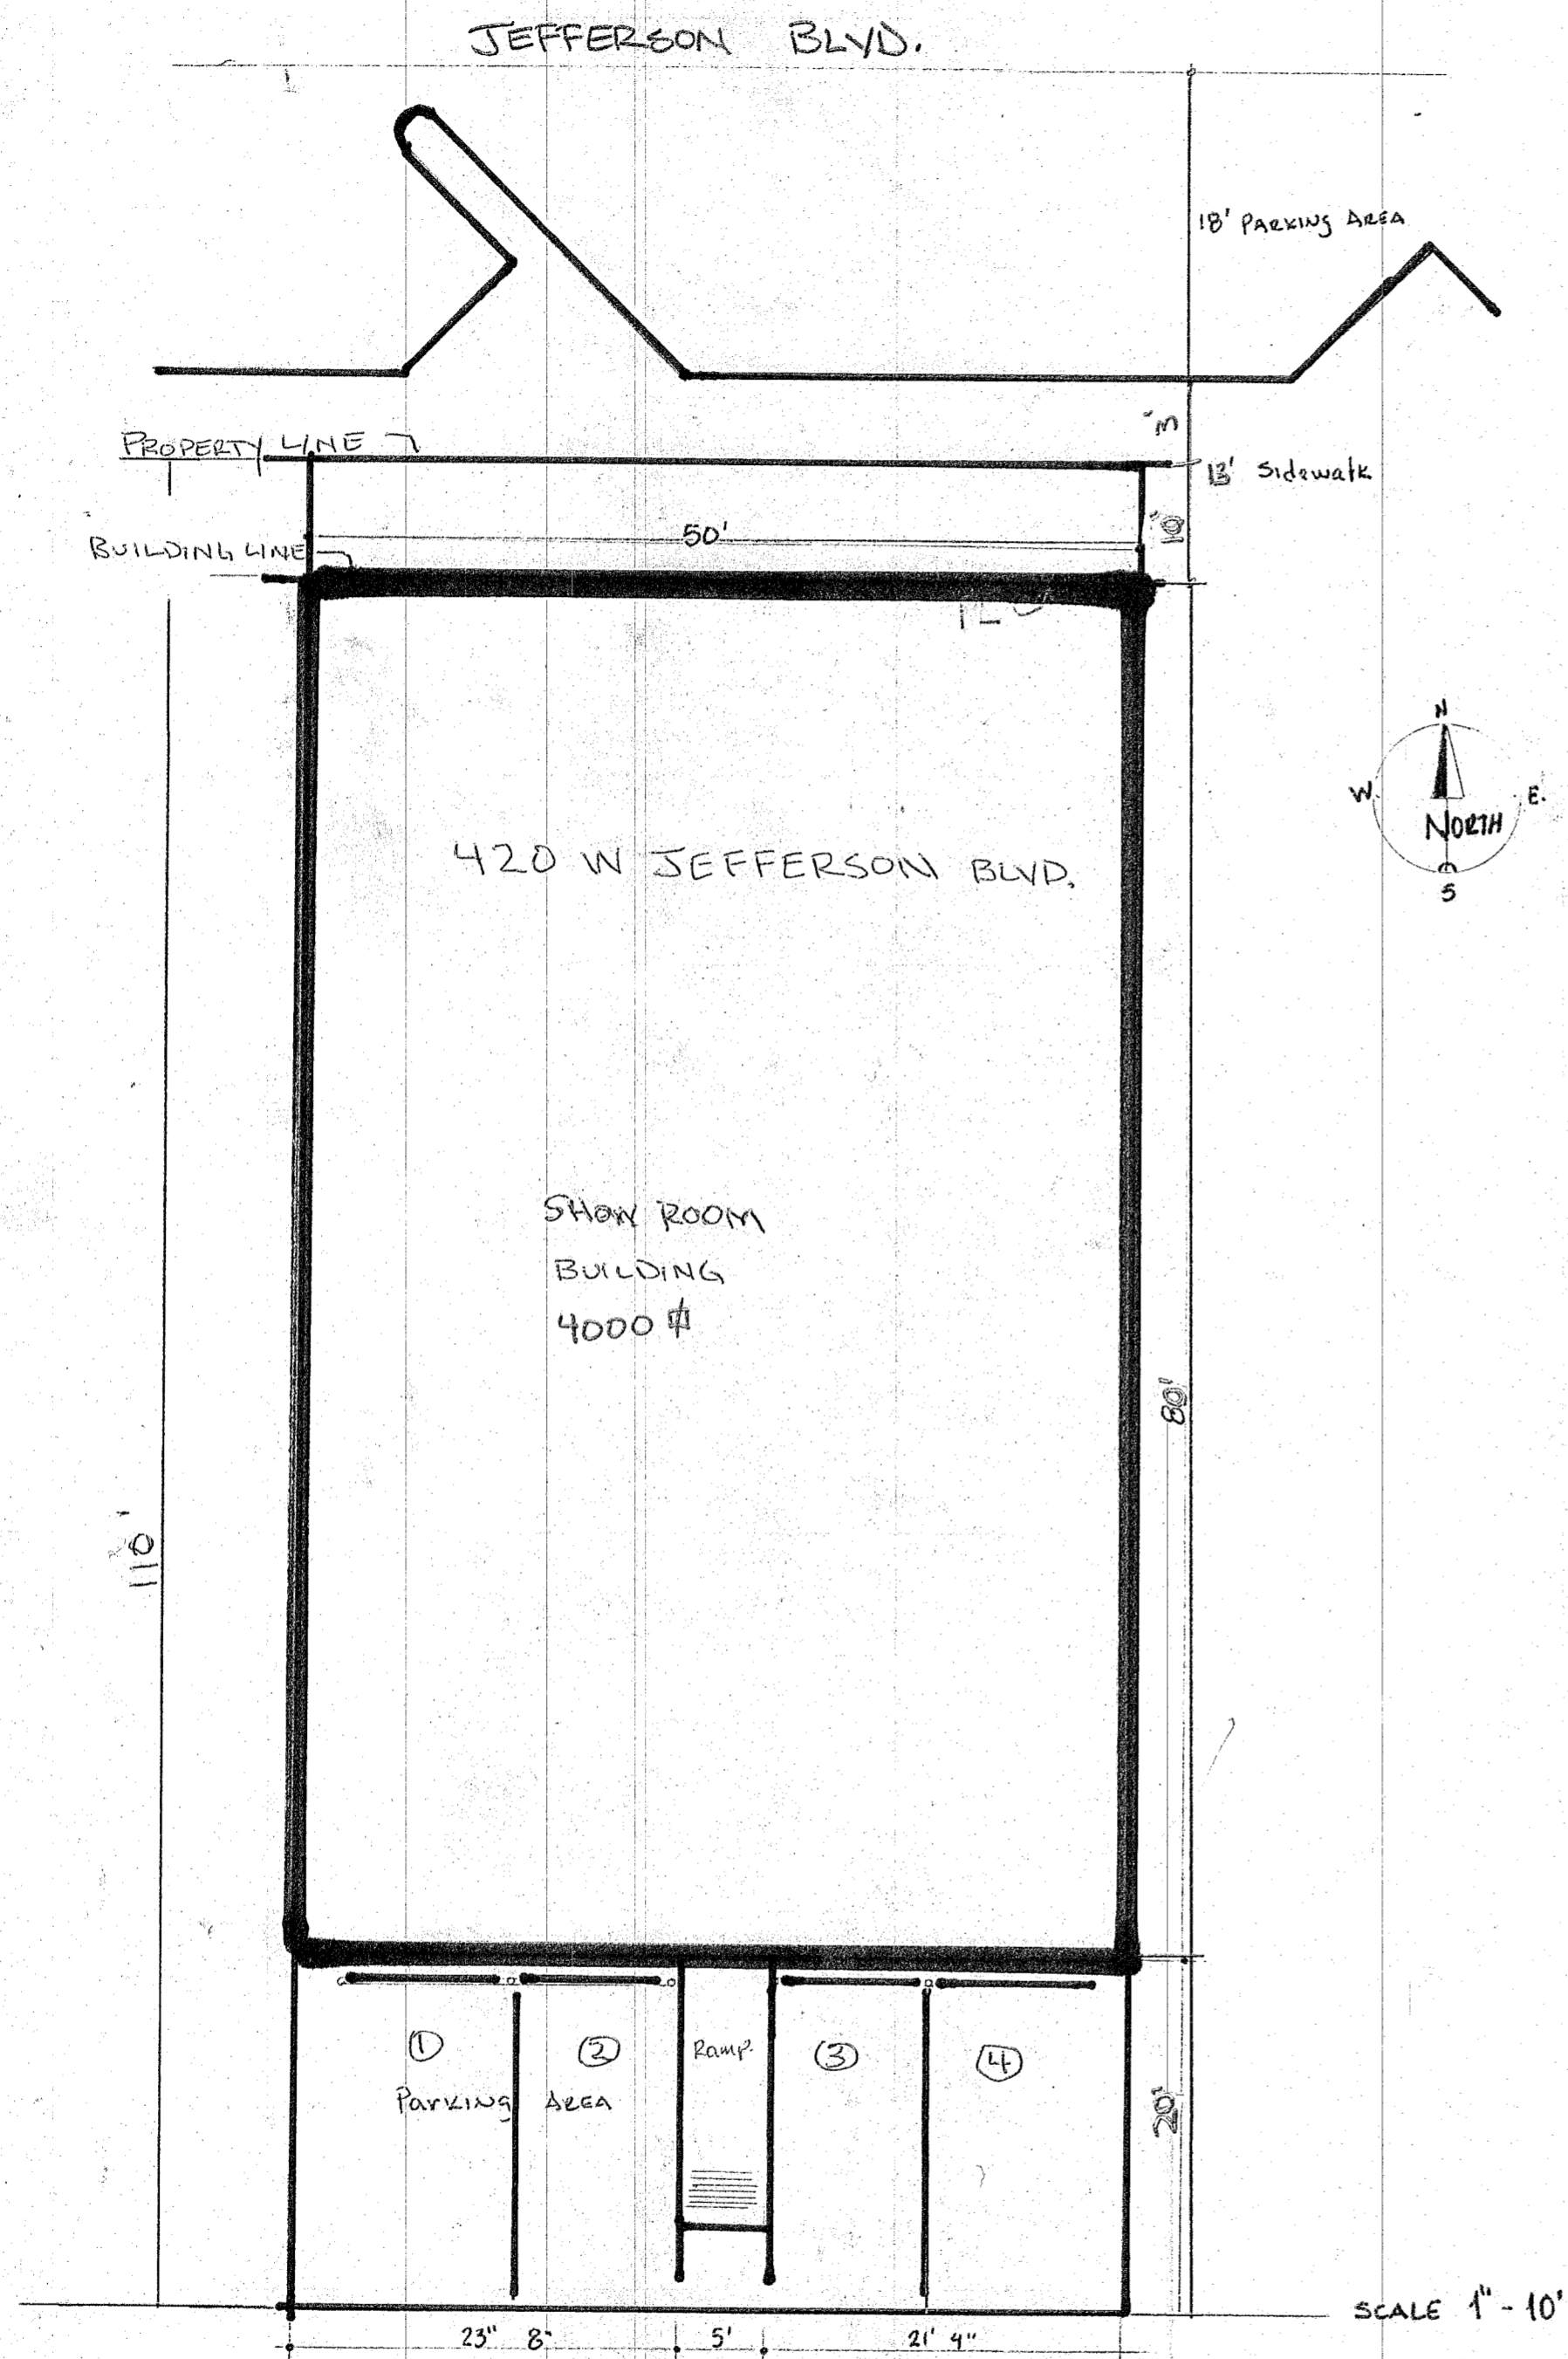 JEFFERSON BLVD.
18' PARKING AREA
3'
PROPERTY LINE
13' Sidewalk
50'
10'
BUILDING LINE
N
W. E.
NORTH
S
420 W JEFFERSON BLVD.
SHOW ROOM
BUILDING
4000
80'
110'
1 2 Ramp. 3 4
Parking AREA
20'
SCALE 1" - 10'
23" 8" 5' 21' 4"